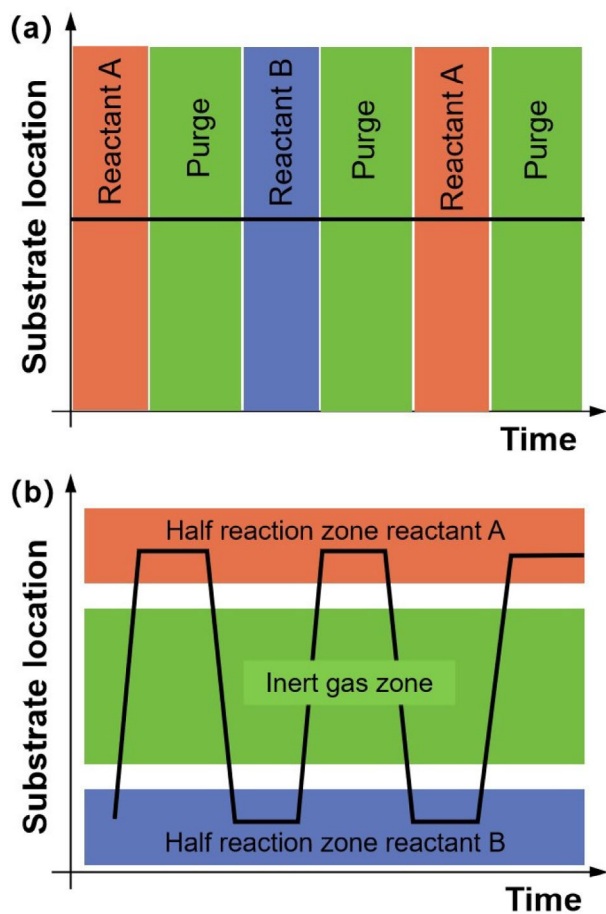 (a)
Substrate location
Reactant A
Purge
Reactant B
Purge
Reactant A
Purge
Time
(b)
Substrate location
Half reaction zone reactant A
Inert gas zone
Half reaction zone reactant B
Time